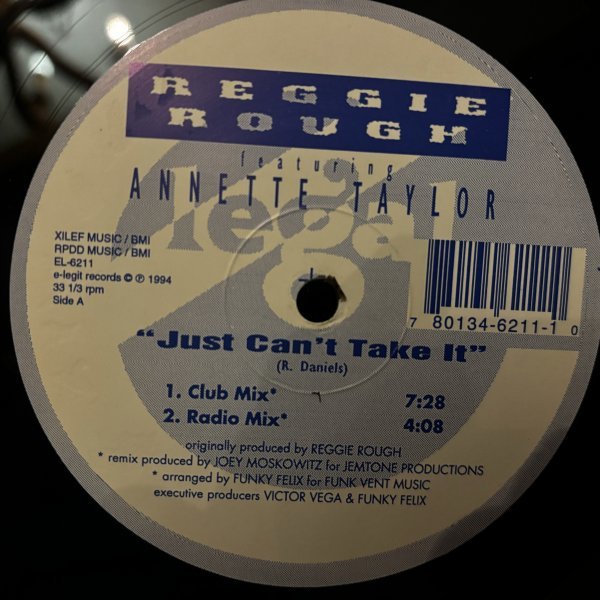 REGGIE
ROUGH
featuring
ANNETTE TAYLOR
legal
XILEF MUSIC / BMI
RPDD MUSIC / BMI
EL-6211
e-legit records © ℗ 1994
33 1/3 rpm
Side A
7 80134-6211-1 0
"Just Can't Take It"
(R. Daniels)
1. Club Mix* 7:28
2. Radio Mix* 4:08
originally produced by REGGIE ROUGH
* remix produced by JOEY MOSKOWITZ for JEMTONE PRODUCTIONS
* arranged by FUNKY FELIX for FUNK VENT MUSIC
executive producers VICTOR VEGA & FUNKY FELIX